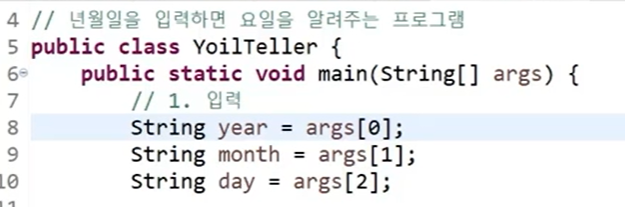 4 // 년월일을 입력하면 요일을 알려주는 프로그램
5 public class YoilTeller {
6 public static void main(String[] args) {
7 // 1. 입력
8 String year = args[0];
9 String month = args[1];
10 String day = args[2];